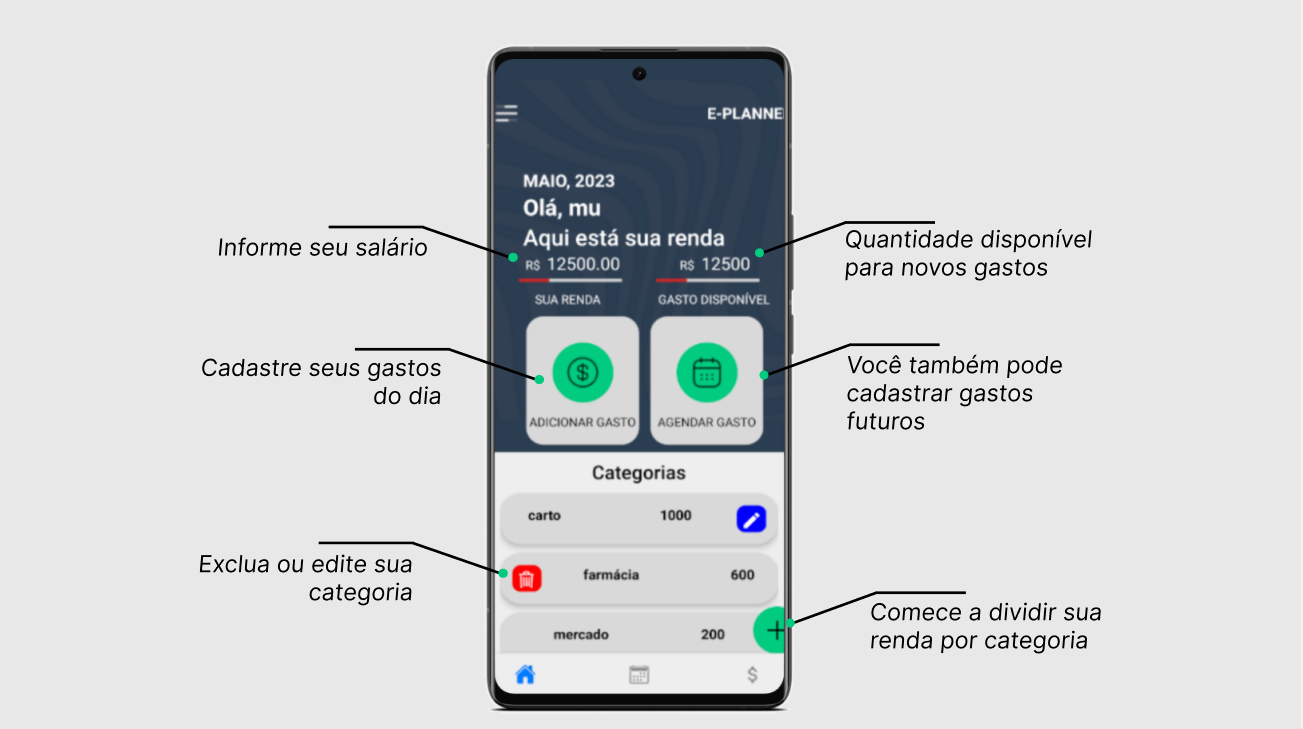 E-PLANNE
MAIO, 2023
Olá, mu
Aqui está sua renda
R$ 12500.00
R$ 12500
SUA RENDA
GASTO DISPONÍVEL
ADICIONAR GASTO
AGENDAR GASTO
Categorias
carto 1000
farmácia 600
mercado 200
Informe seu salário
Cadastre seus gastos
do dia
Exclua ou edite sua
categoria
Quantidade disponível
para novos gastos
Você também pode
cadastrar gastos
futuros
Comece a dividir sua
renda por categoria